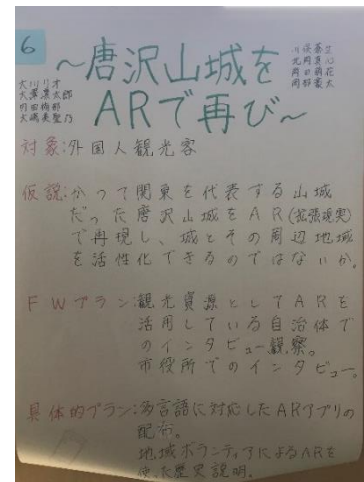 6
～唐沢山城を
ARで再び～
大川リオ
対象:外国人観光客
仮説:かつて関東を代表する山城
だった唐沢山城をAR(拡張現実)
で再現し、城とその周辺地域
を活性化できるのではないか。
FWプラン:観光資源としてARを
活用している自治体で
のインタビュー、観察。
市役所でのインタビュー。
具体的プラン:多言語に対応したARアプリの
配布。
地域ボランティアによるARを
使った歴史説明。